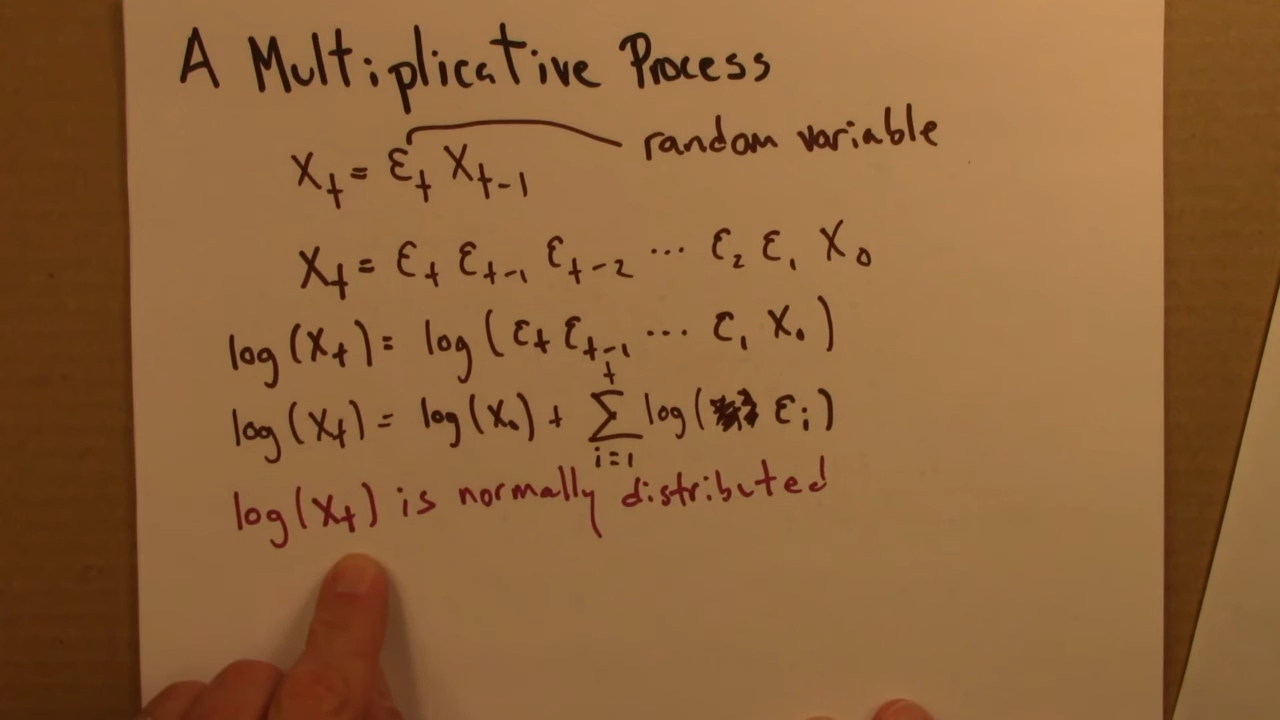 A Multiplicative Process
random variable
X_t = ε_t X_{t-1}
X_t = ε_t ε_{t-1} ε_{t-2} ... ε_2 ε_1 X_0
log(X_t) = log(ε_t ε_{t-1} ... ε_1 X_0)
log(X_t) = log(X_0) + ∑_{i=1}^{t} log(ε_i)
log(X_t) is normally distributed